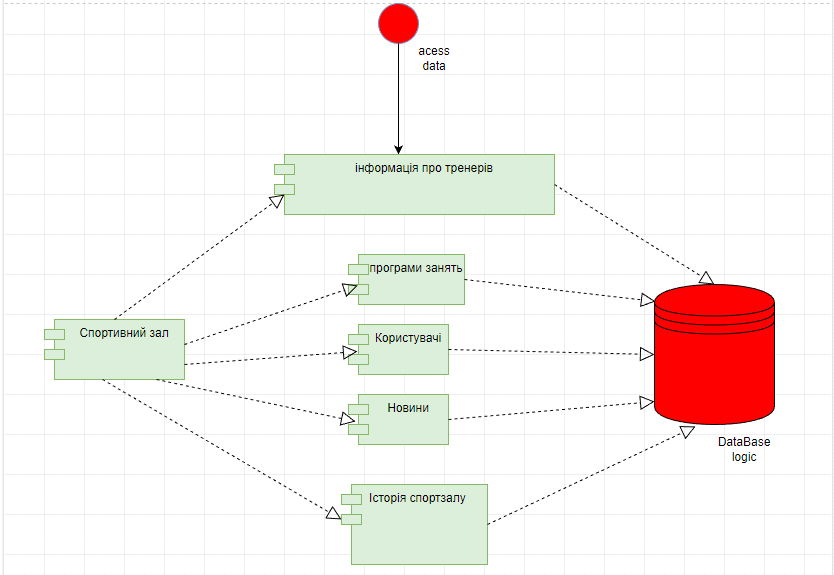 acess
data
інформація про тренерів
програми занять
Спортивний зал
Користувачі
Новини
DataBase
logic
Історія спортзалу